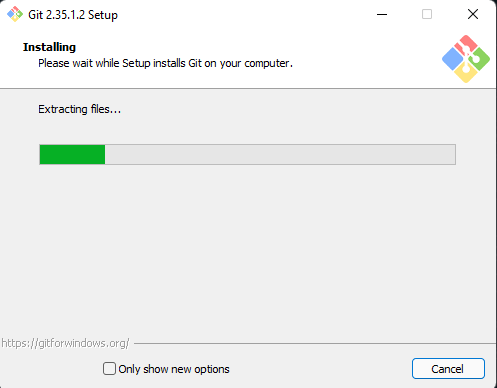 Git 2.35.1.2 Setup
Installing
Please wait while Setup installs Git on your computer.
Extracting files...
https://gitforwindows.org/
Only show new options
Cancel